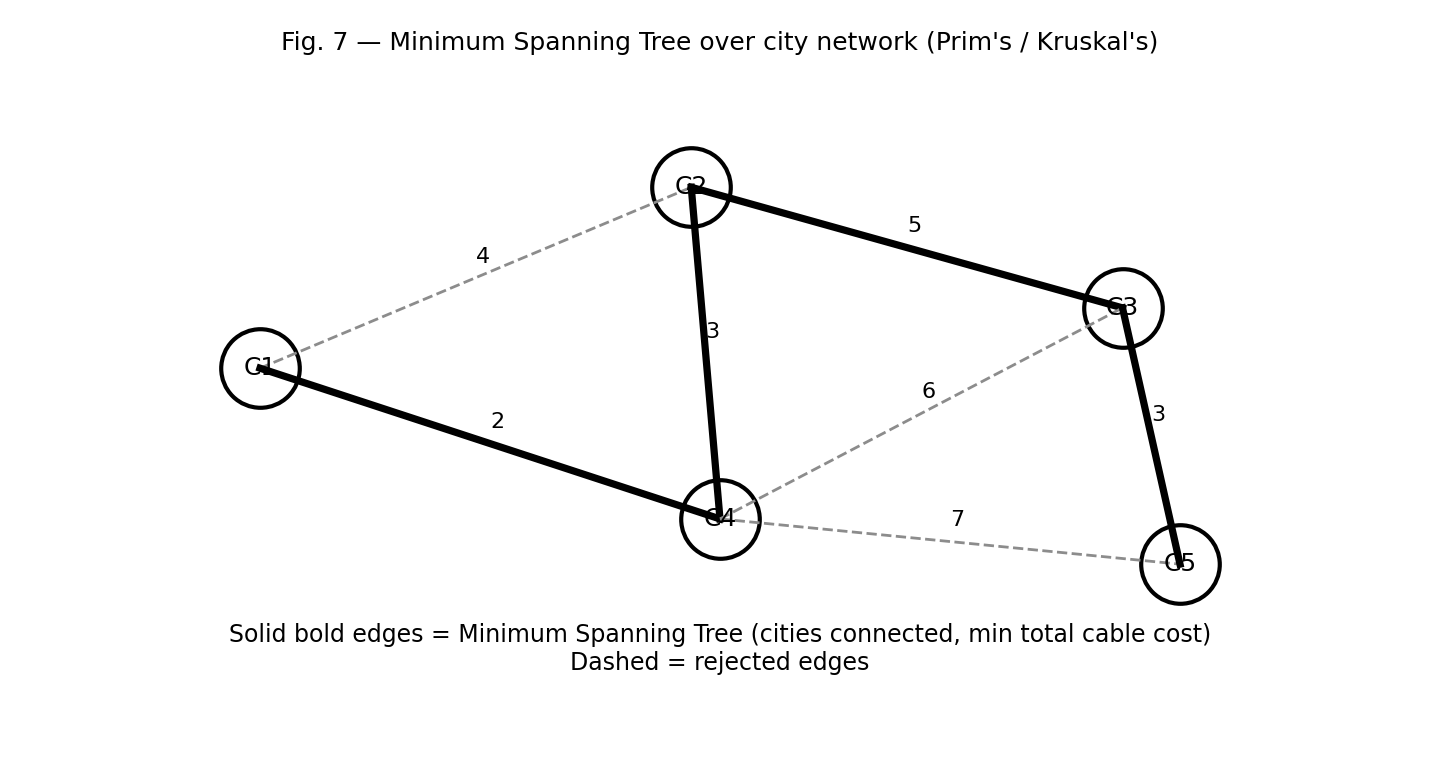 Fig. 7 — Minimum Spanning Tree over city network (Prim's / Kruskal's)
C2
5
4
C3
3
C1
6
3
2
C4
7
C5
Solid bold edges = Minimum Spanning Tree (cities connected, min total cable cost)
Dashed = rejected edges